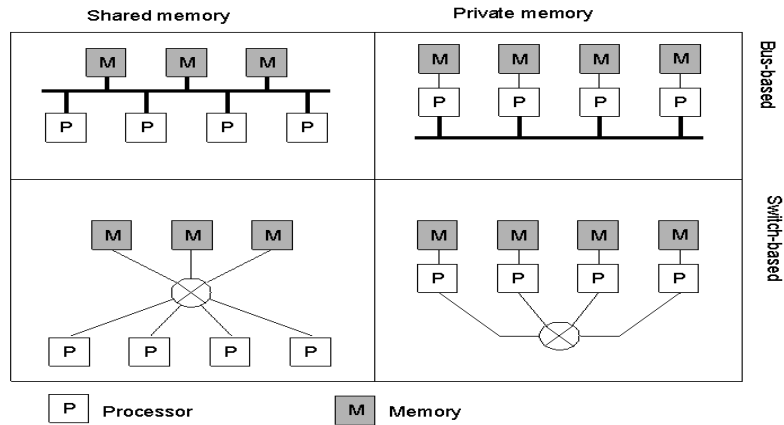 Shared memory Private memory
M M M M M M M
P P P P
P P P P
Bus-based
M M M M M M M
P P P P
P P P P
Switch-based
P Processor M Memory